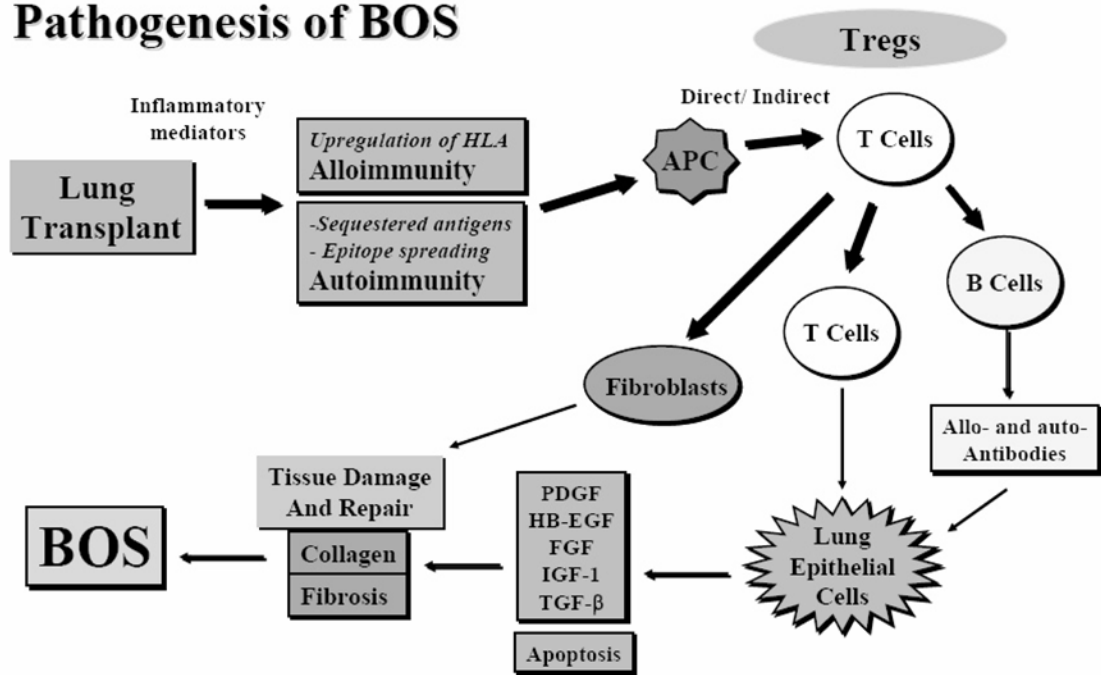 Pathogenesis of BOS
Tregs
Inflammatory
mediators
Direct/ Indirect
Lung
Transplant
Upregulation of HLA
Alloimmunity
-Sequestered antigens
- Epitope spreading
Autoimmunity
APC
T Cells
B Cells
T Cells
Fibroblasts
Allo- and auto-
Antibodies
Tissue Damage
And Repair
Collagen
Fibrosis
BOS
PDGF
HB-EGF
FGF
IGF-1
TGF-β
Apoptosis
Lung
Epithelial
Cells